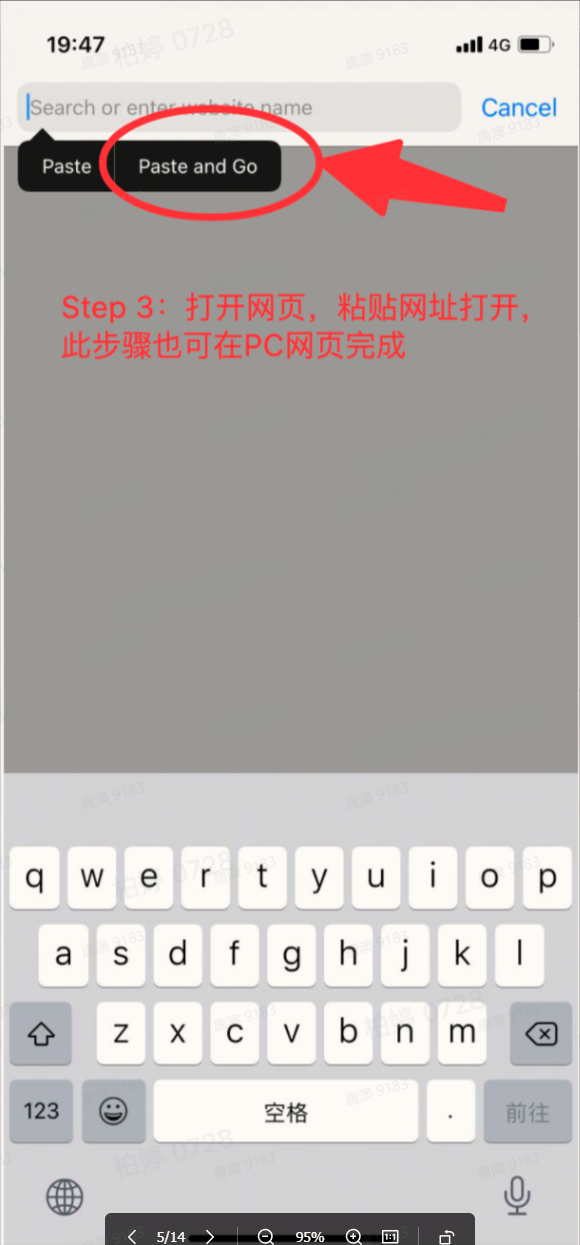 19:47
4G
Search or enter website name
Cancel
Paste
Paste and Go
Step 3：打开网页，粘贴网址打开，
此步骤也可在PC网页完成
q w e r t y u i o p
a s d f g h j k l
z x c v b n m
123
空格
.
前往
柏婷 0728
唐澳 9183
5/14
95%
1:1